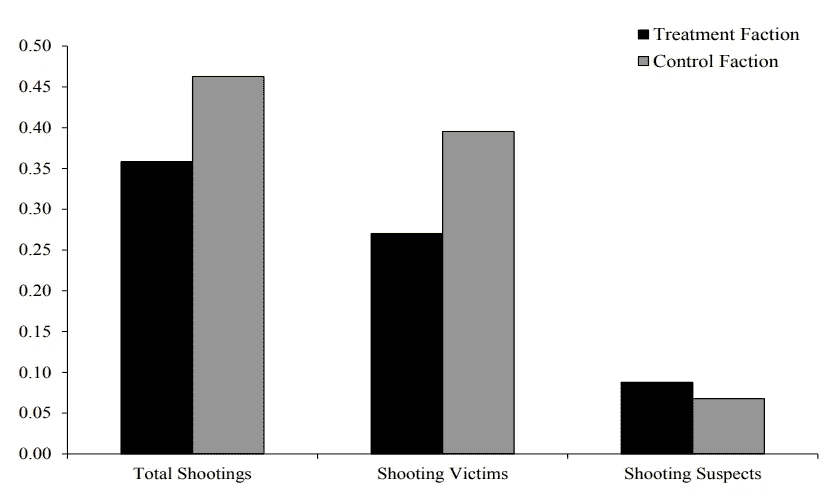 Treatment Faction
Control Faction
0.50
0.45
0.40
0.35
0.30
0.25
0.20
0.15
0.10
0.05
0.00
Total Shootings
Shooting Victims
Shooting Suspects